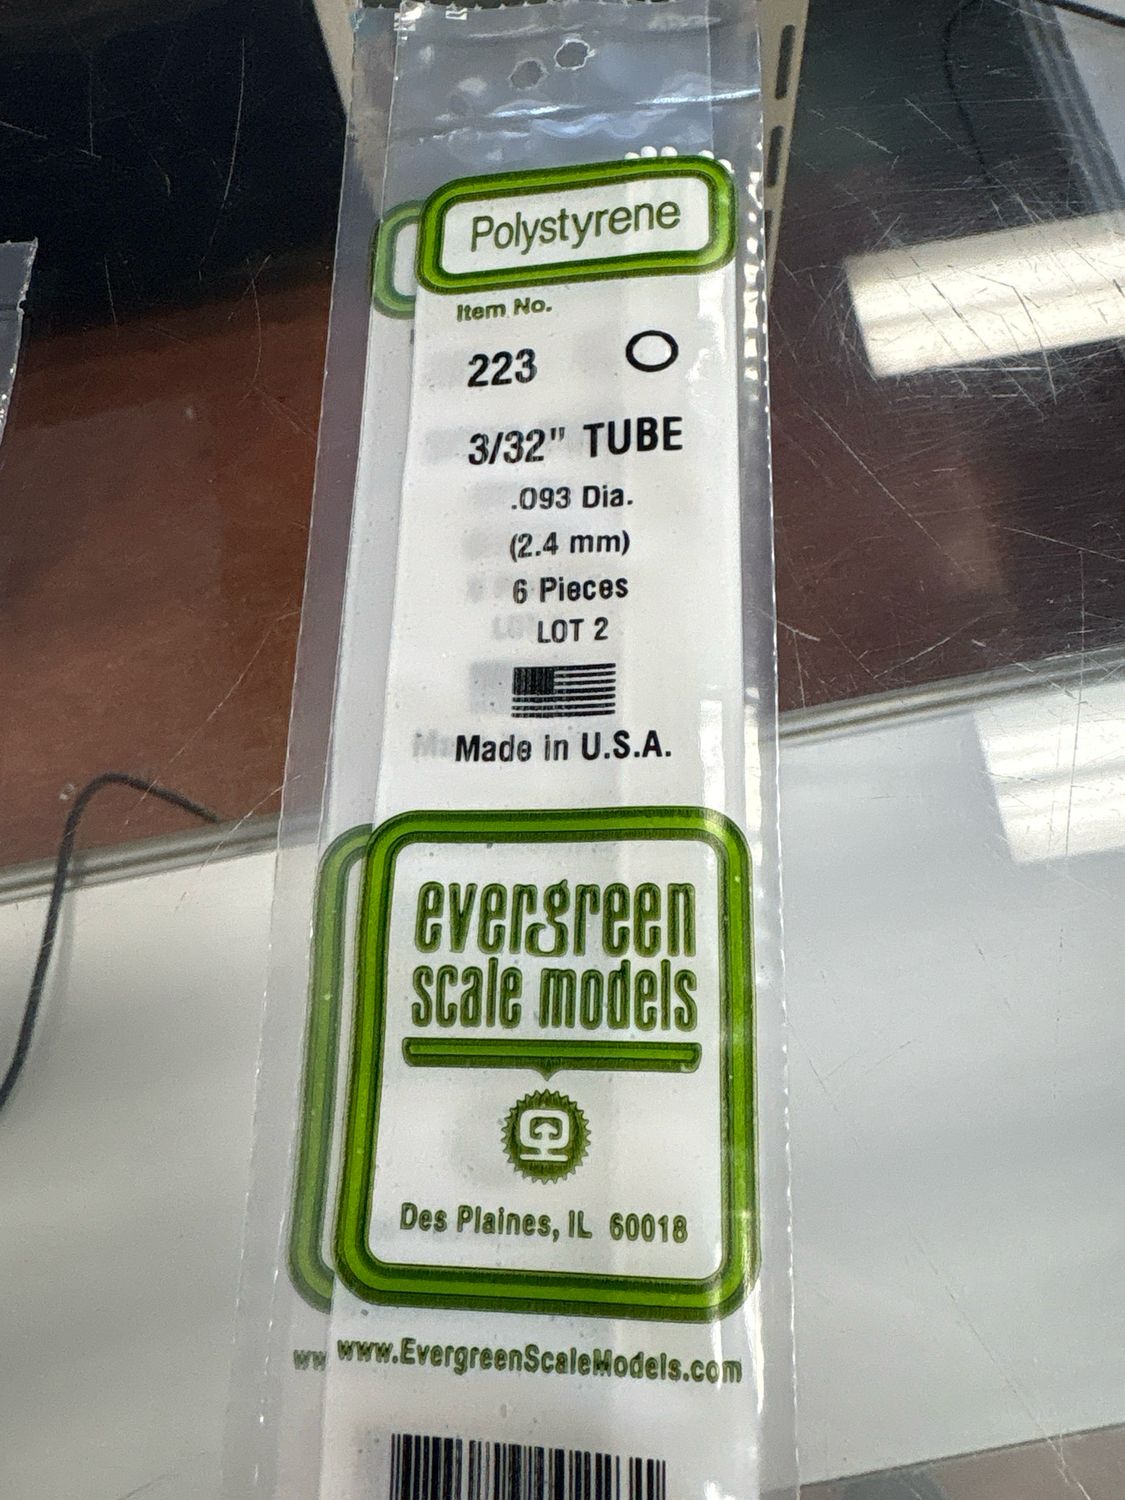 Polystyrene
Item No.
223
3/32" TUBE
.093 Dia.
(2.4 mm)
6 Pieces
LOT 2
Made in U.S.A.
evergreen
scale models
Des Plaines, IL 60018
www.EvergreenScaleModels.com